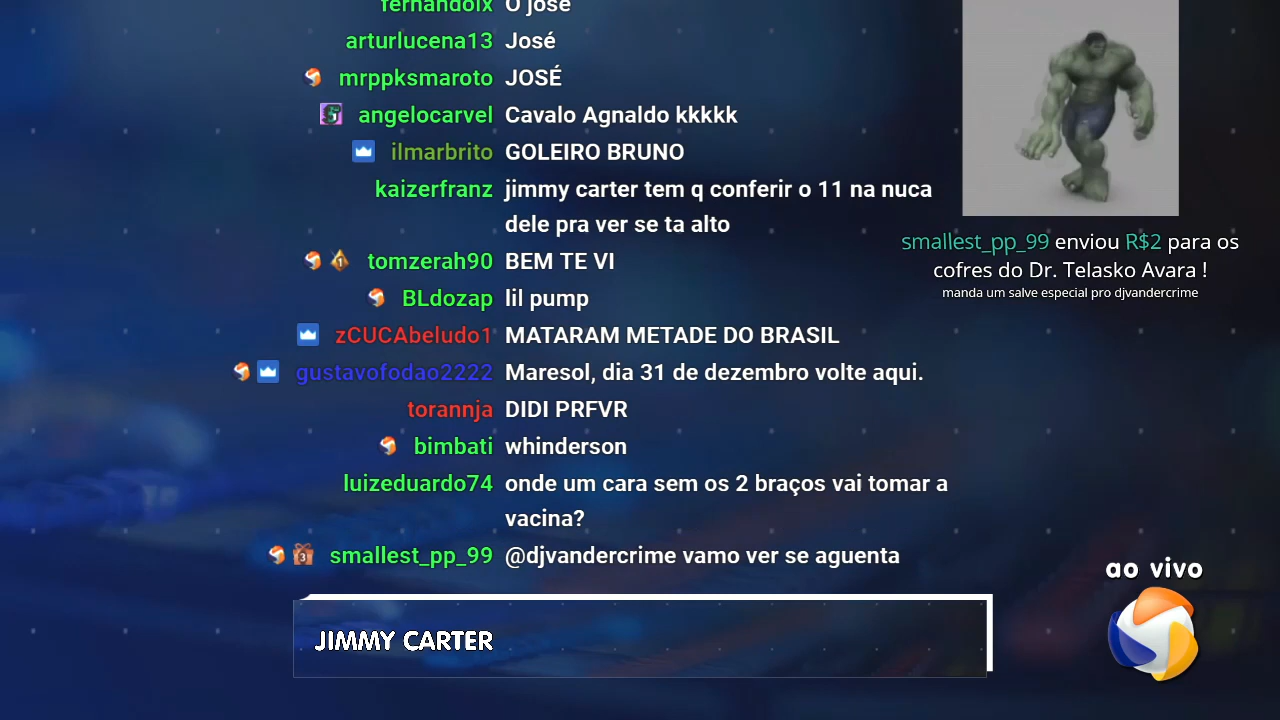 fernandolx O josé
arturlucena13 José
mrppksmaroto JOSÉ
angelocarvel Cavalo Agnaldo kkkkk
ilmarbrito GOLEIRO BRUNO
kaizerfranz jimmy carter tem q conferir o 11 na nuca
dele pra ver se ta alto
tomzerah90 BEM TE VI
BLdozap lil pump
zCUCAbeludo1 MATARAM METADE DO BRASIL
gustavofodao2222 Maresol, dia 31 de dezembro volte aqui.
torannja DIDI PRFVR
bimbati whinderson
luizeduardo74 onde um cara sem os 2 braços vai tomar a
vacina?
smallest_pp_99 @djvandercrime vamo ver se aguenta
smallest_pp_99 enviou R$2 para os
cofres do Dr. Telasko Avara !
manda um salve especial pro djvandercrime
ao vivo
JIMMY CARTER